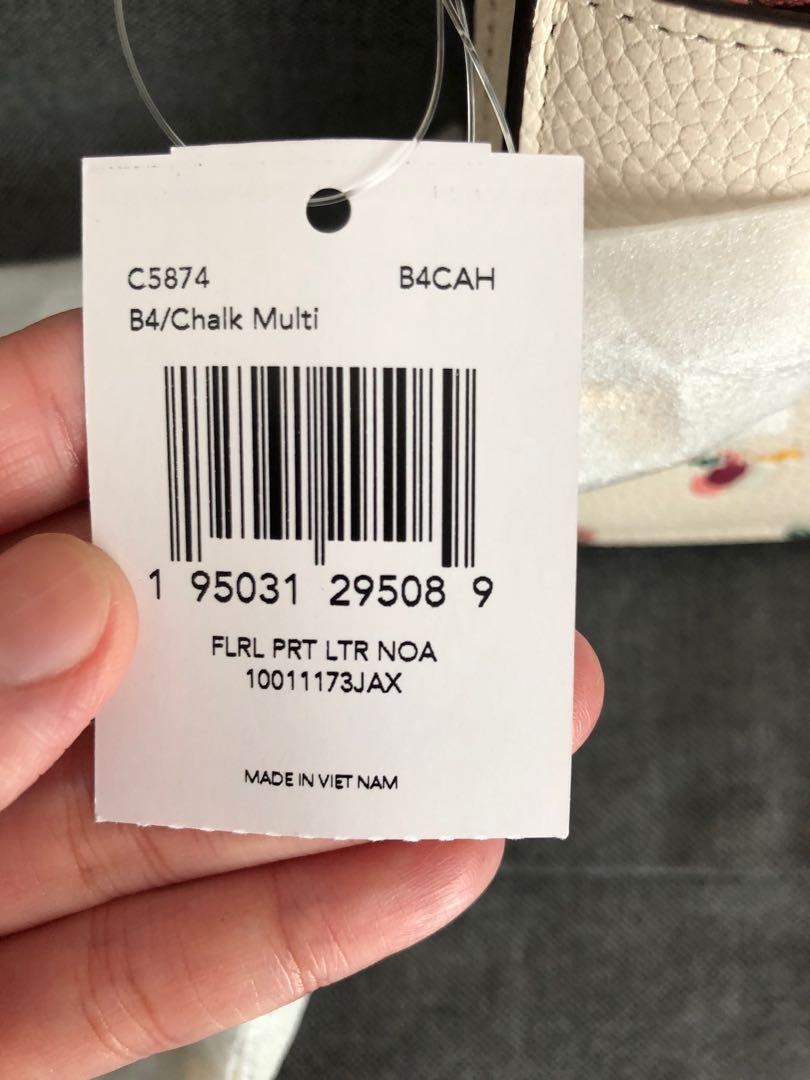 C5874 B4CAH
B4/Chalk Multi
1 95031 29508 9
FLRL PRT LTR NOA
10011173JAX
MADE IN VIET NAM